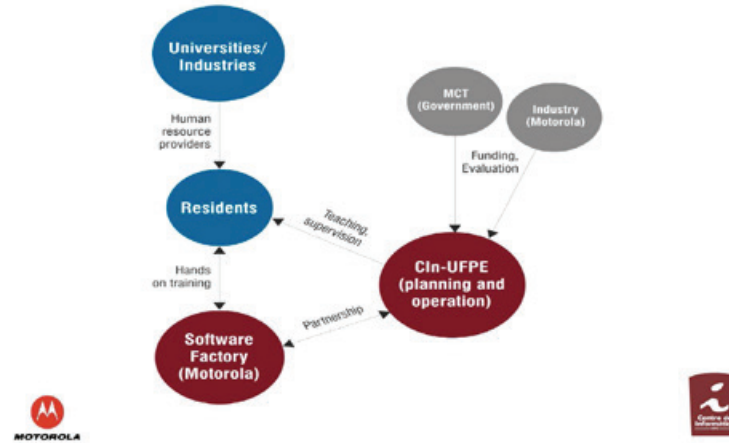 Universities/
Industries
MCT
(Government)
Industry
(Motorola)
Human
resource
providers
Funding,
Evaluation
Residents
Teaching,
supervision
CIn-UFPE
(planning and
operation)
Hands
on training
Partnership
Software
Factory
(Motorola)
MOTOROLA
Centro de
Informática